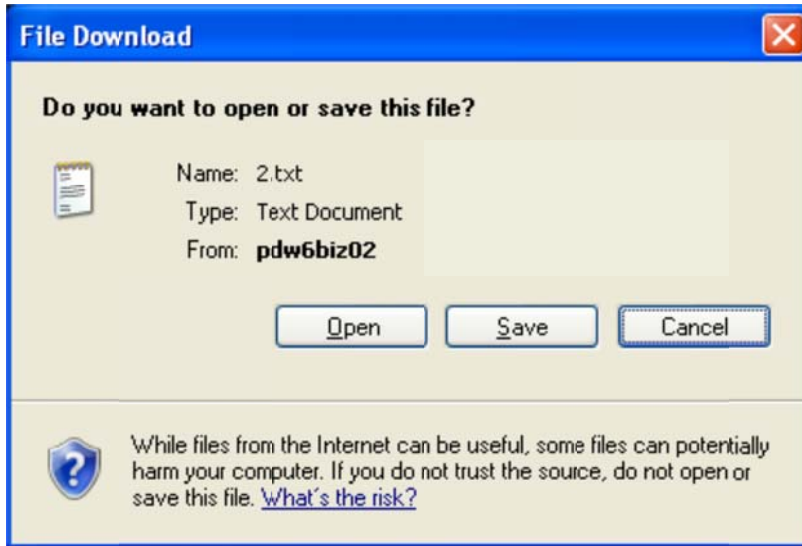 File Download
Do you want to open or save this file?
Name: 2.txt
Type: Text Document
From: pdw6biz02
Open Save Cancel
While files from the Internet can be useful, some files can potentially
harm your computer. If you do not trust the source, do not open or
save this file. What's the risk?